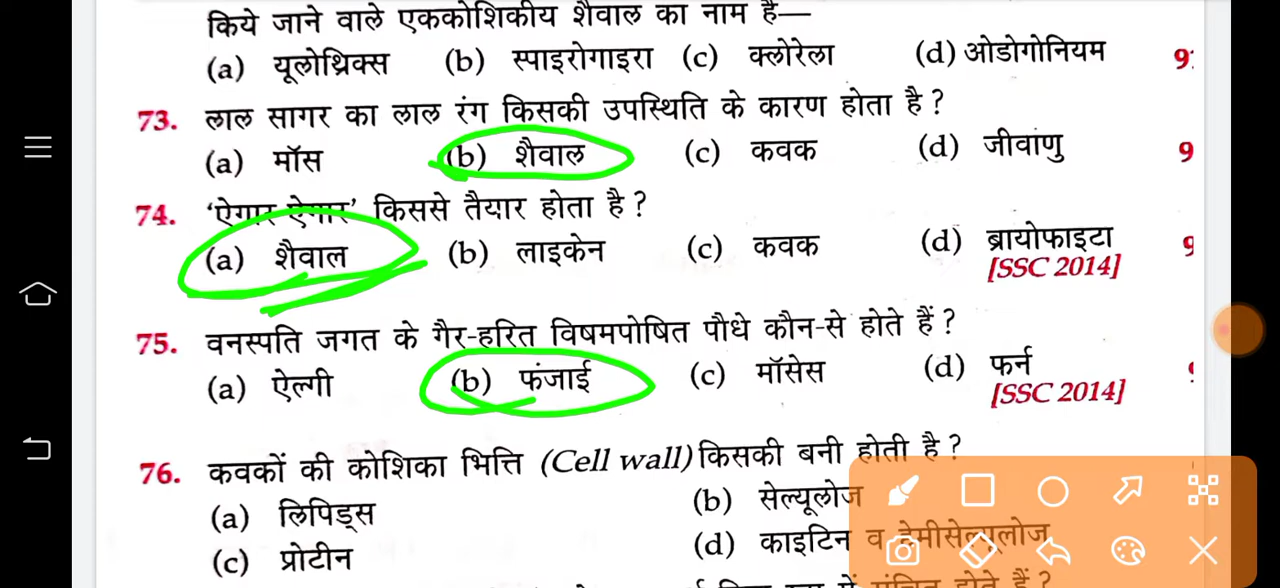 किये जाने वाले एककोशिकीय शैवाल का नाम है—
(a) यूलोथ्रिक्स (b) स्पाइरोगाइरा (c) क्लोरेला (d) ओडोगोनियम
73. लाल सागर का लाल रंग किसकी उपस्थिति के कारण होता है ?
(a) मॉस (b) शैवाल (c) कवक (d) जीवाणु
74. ‘ऐगार ऐगार’ किससे तैयार होता है ?
(a) शैवाल (b) लाइकेन (c) कवक (d) ब्रायोफाइटा
[SSC 2014]
75. वनस्पति जगत के गैर-हरित विषमपोषित पौधे कौन-से होते हैं ?
(a) ऐल्गी (b) फंजाई (c) मॉसेस (d) फर्न
[SSC 2014]
76. कवकों की कोशिका भित्ति (Cell wall) किसकी बनी होती है ?
(a) लिपिड्स (b) सेल्यूलोज
(c) प्रोटीन (d) काइटिन व हेमीसेल्यूलोज